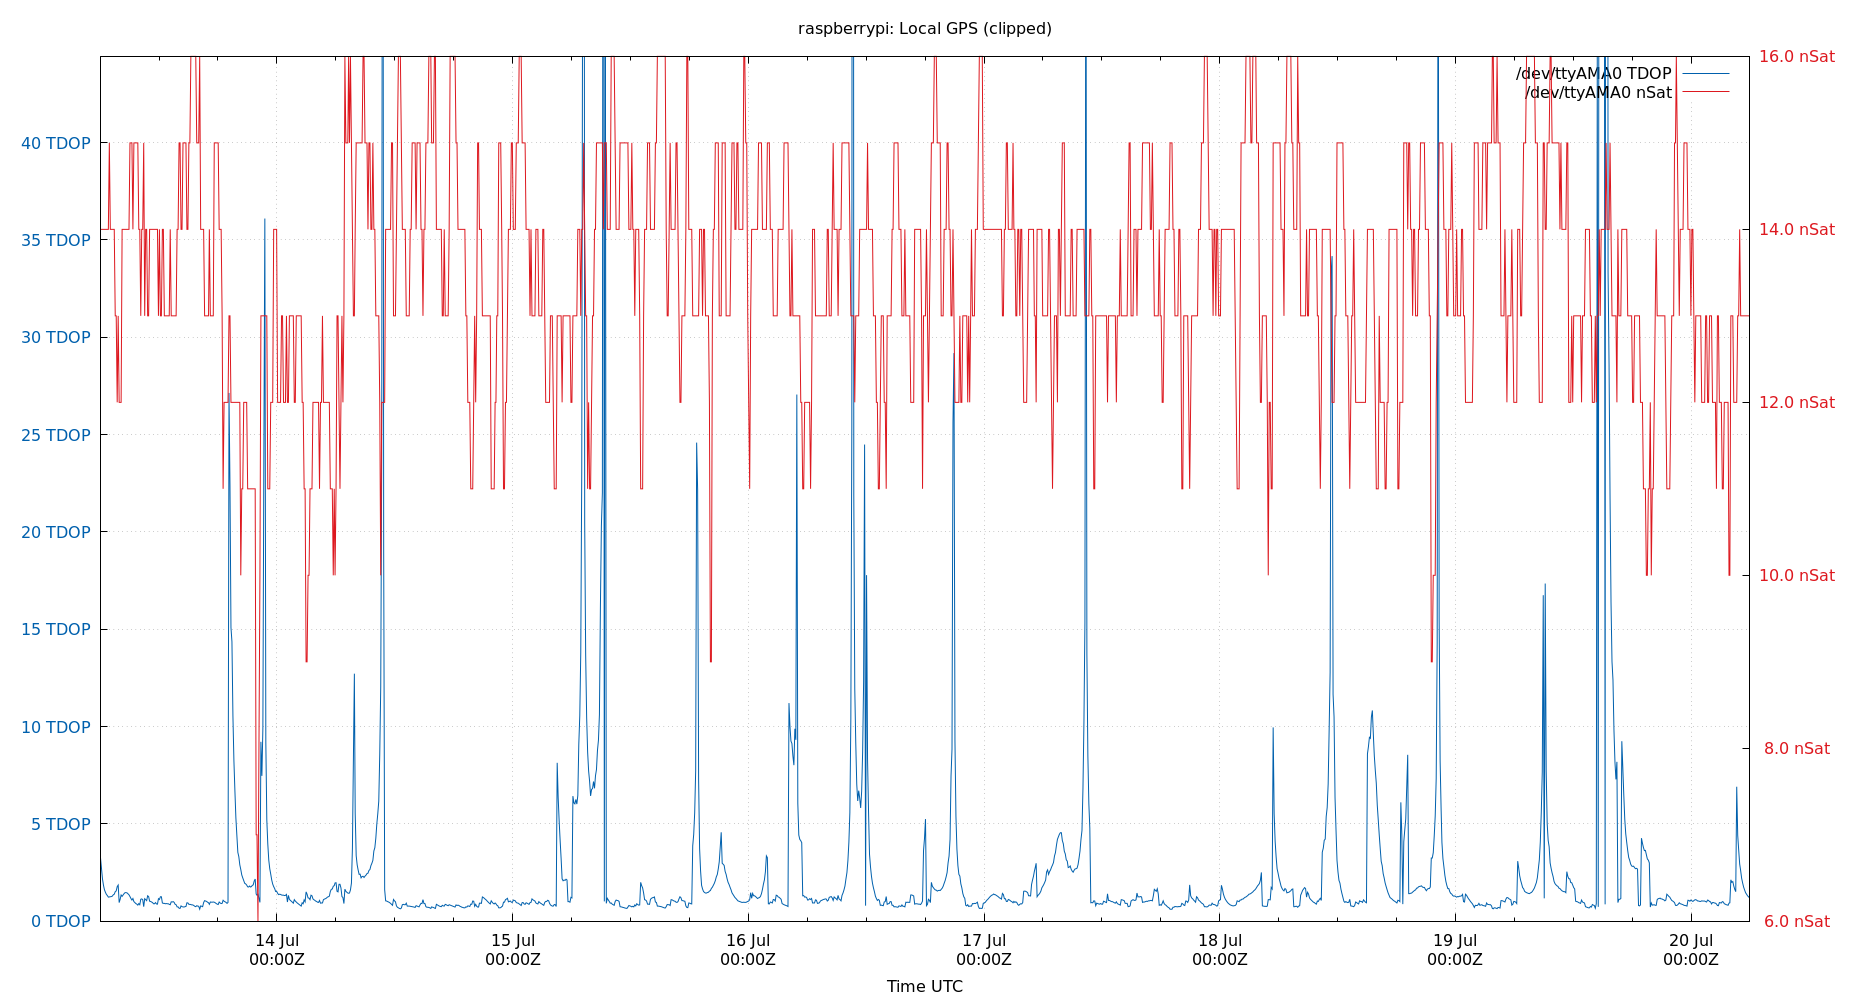 raspberrypi: Local GPS (clipped)
16.0 nSat
/dev/ttyAMA0 TDOP
/dev/ttyAMA0 nSat
40 TDOP
14.0 nSat
35 TDOP
30 TDOP
12.0 nSat
25 TDOP
20 TDOP
10.0 nSat
15 TDOP
10 TDOP
8.0 nSat
5 TDOP
0 TDOP
6.0 nSat
14 Jul
00:00Z
15 Jul
00:00Z
16 Jul
00:00Z
17 Jul
00:00Z
18 Jul
00:00Z
19 Jul
00:00Z
20 Jul
00:00Z
Time UTC